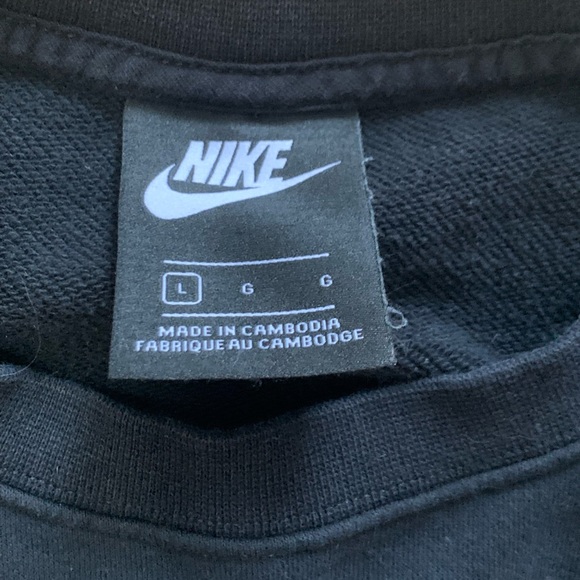 NIKE
L G G
MADE IN CAMBODIA
FABRIQUE AU CAMBODGE